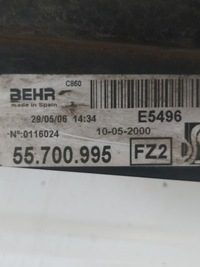 BEHR C860
made in Spain
29/05/06 14:34 E5496
Nº:0116024 10-05-2000
55.700.995 FZ2